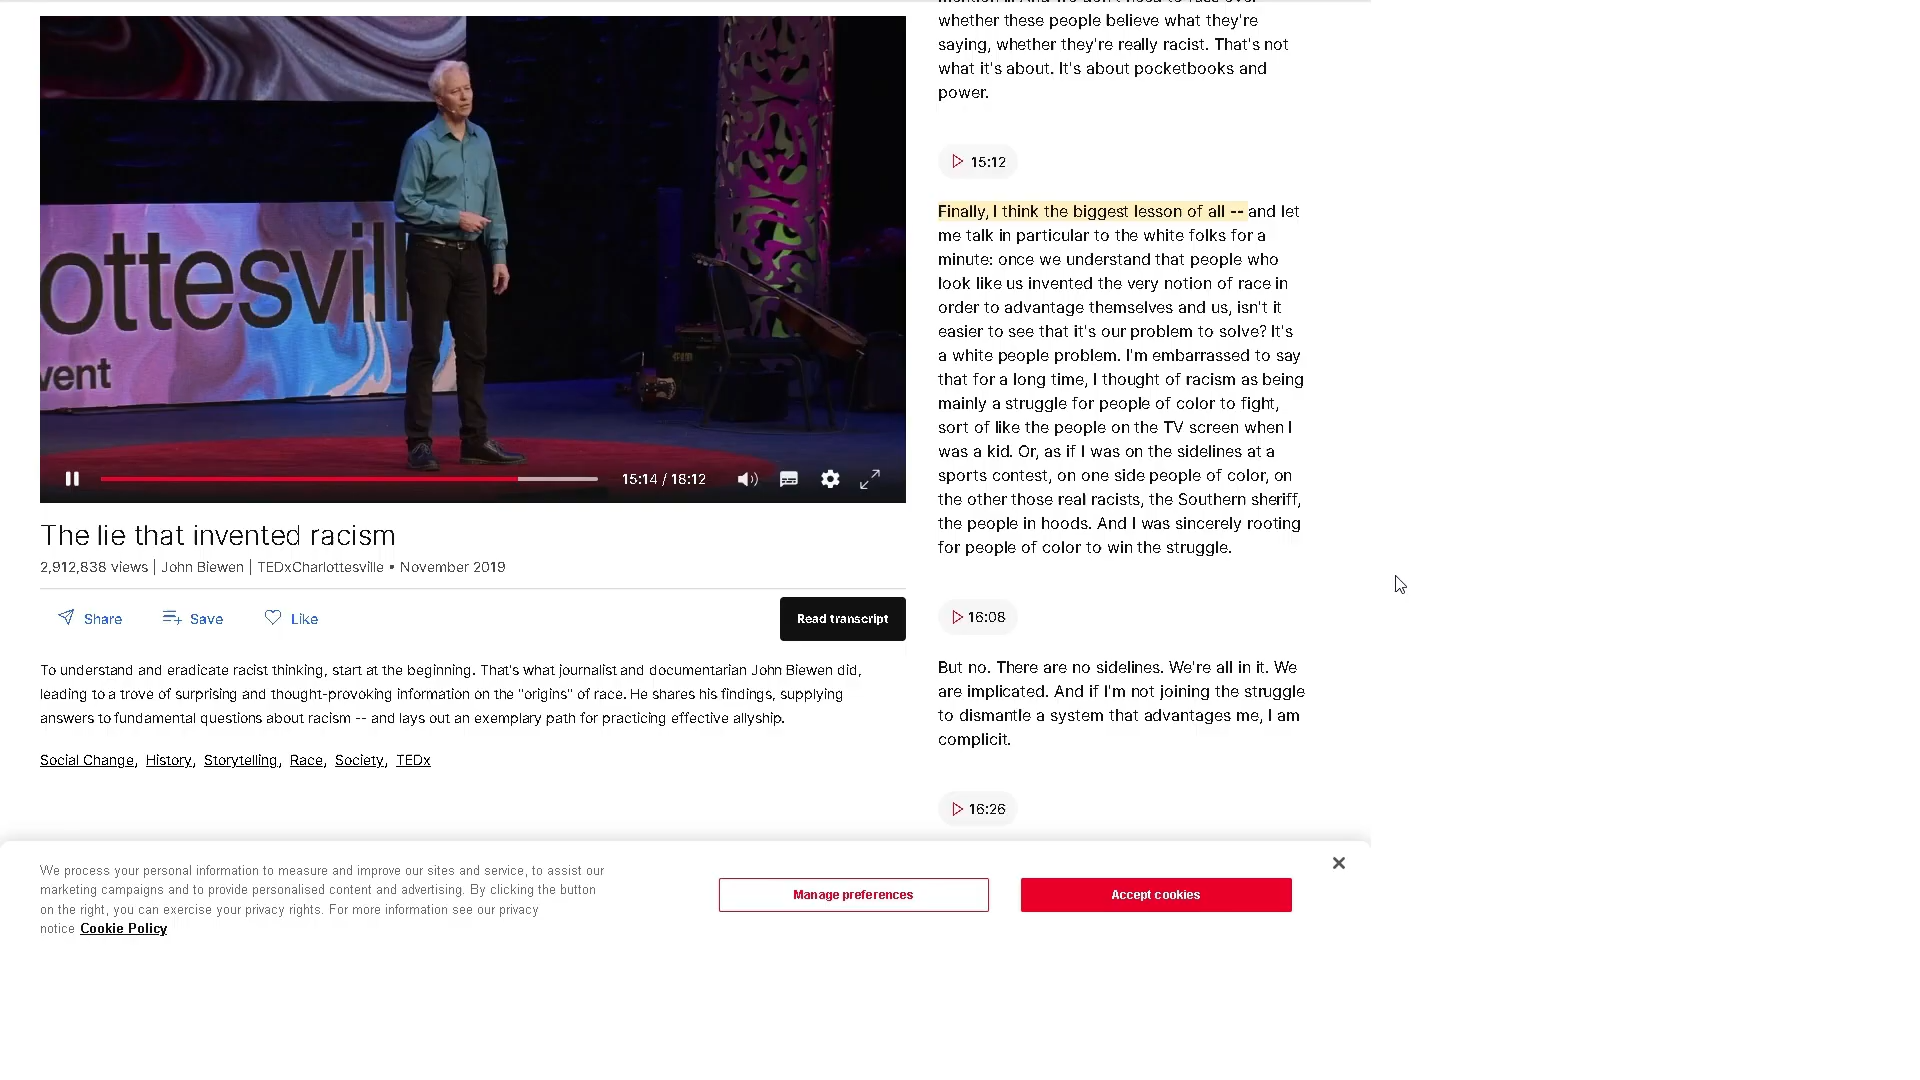 ottesvill
vent
15:14 / 18:12
The lie that invented racism
2,912,838 views | John Biewen | TEDxCharlottesville • November 2019
Share
Save
Like
Read transcript
To understand and eradicate racist thinking, start at the beginning. That's what journalist and documentarian John Biewen did,
leading to a trove of surprising and thought-provoking information on the "origins" of race. He shares his findings, supplying
answers to fundamental questions about racism -- and lays out an exemplary path for practicing effective allyship.
Social Change, History, Storytelling, Race, Society, TEDx
whether these people believe what they're
saying, whether they're really racist. That's not
what it's about. It's about pocketbooks and
power.
15:12
Finally, I think the biggest lesson of all -- and let
me talk in particular to the white folks for a
minute: once we understand that people who
look like us invented the very notion of race in
order to advantage themselves and us, isn't it
easier to see that it's our problem to solve? It's
a white people problem. I'm embarrassed to say
that for a long time, I thought of racism as being
mainly a struggle for people of color to fight,
sort of like the people on the TV screen when I
was a kid. Or, as if I was on the sidelines at a
sports contest, on one side people of color, on
the other those real racists, the Southern sheriff,
the people in hoods. And I was sincerely rooting
for people of color to win the struggle.
16:08
But no. There are no sidelines. We're all in it. We
are implicated. And if I'm not joining the struggle
to dismantle a system that advantages me, I am
complicit.
16:26
We process your personal information to measure and improve our sites and service, to assist our
marketing campaigns and to provide personalised content and advertising. By clicking the button
on the right, you can exercise your privacy rights. For more information see our privacy
notice Cookie Policy
Manage preferences
Accept cookies